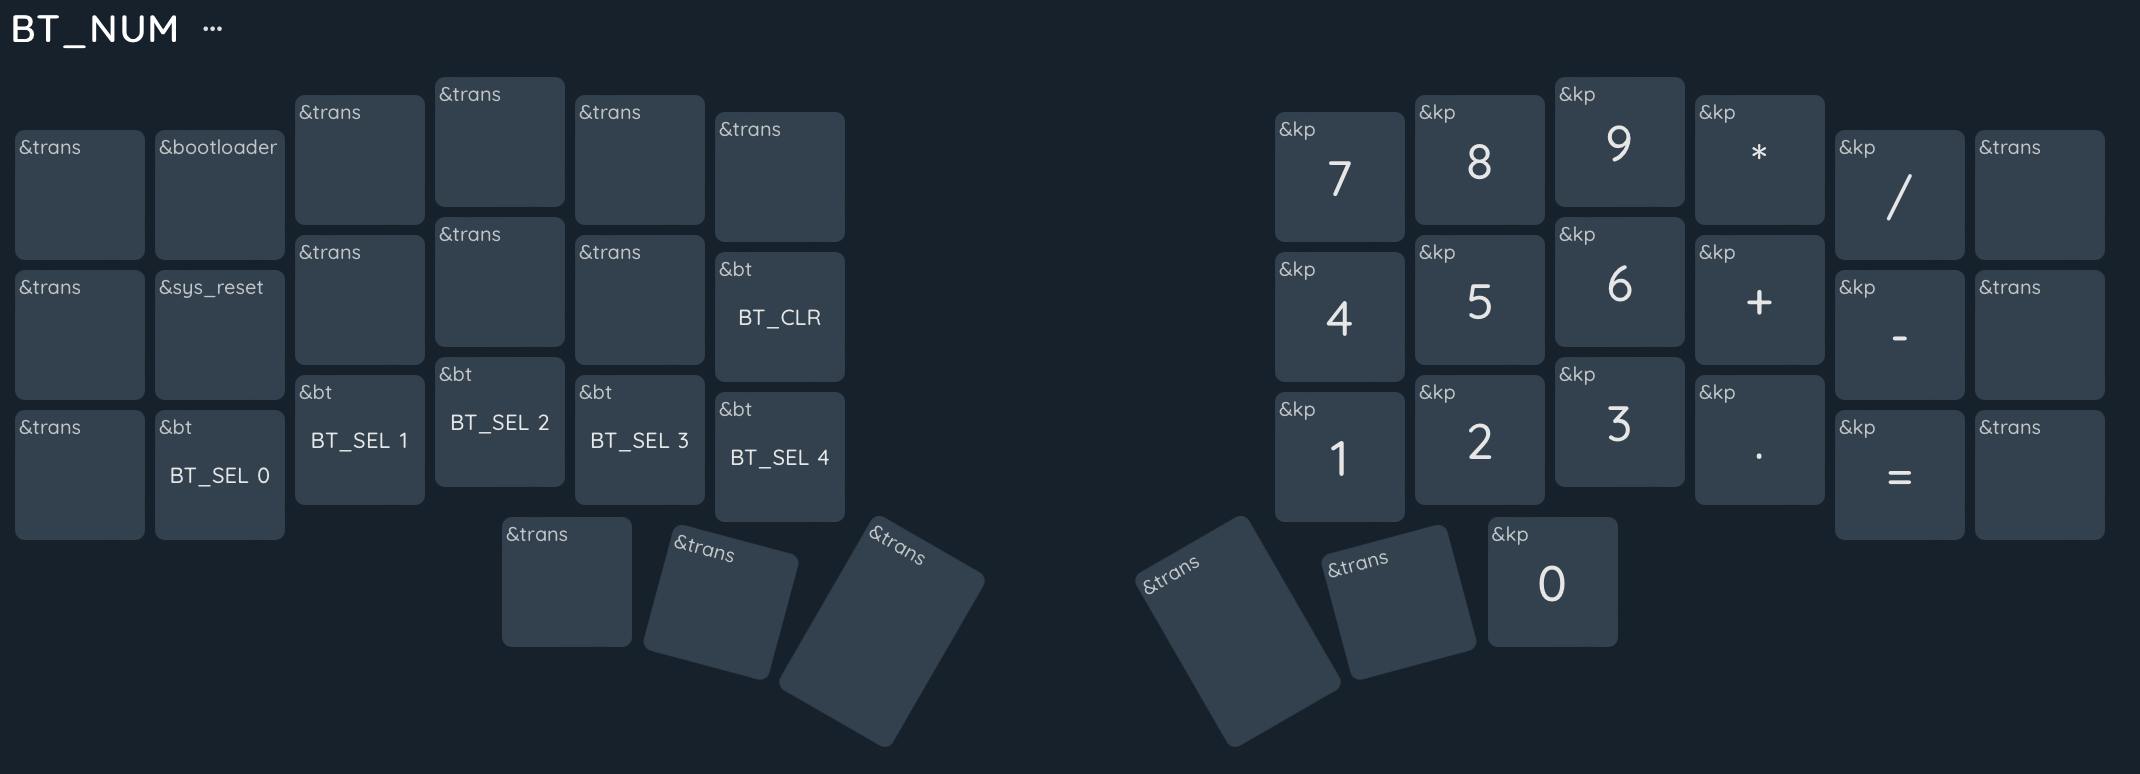 BT_NUM ...
&trans &bootloader &trans &trans &trans &trans &kp 7 &kp 8 &kp 9 &kp * &kp / &trans
&trans &sys_reset &trans &trans &trans &bt BT_CLR &kp 4 &kp 5 &kp 6 &kp + &kp - &trans
&trans &bt BT_SEL 0 &bt BT_SEL 1 &bt BT_SEL 2 &bt BT_SEL 3 &bt BT_SEL 4 &kp 1 &kp 2 &kp 3 &kp . &kp = &trans
&trans &trans &trans &trans &trans &kp 0